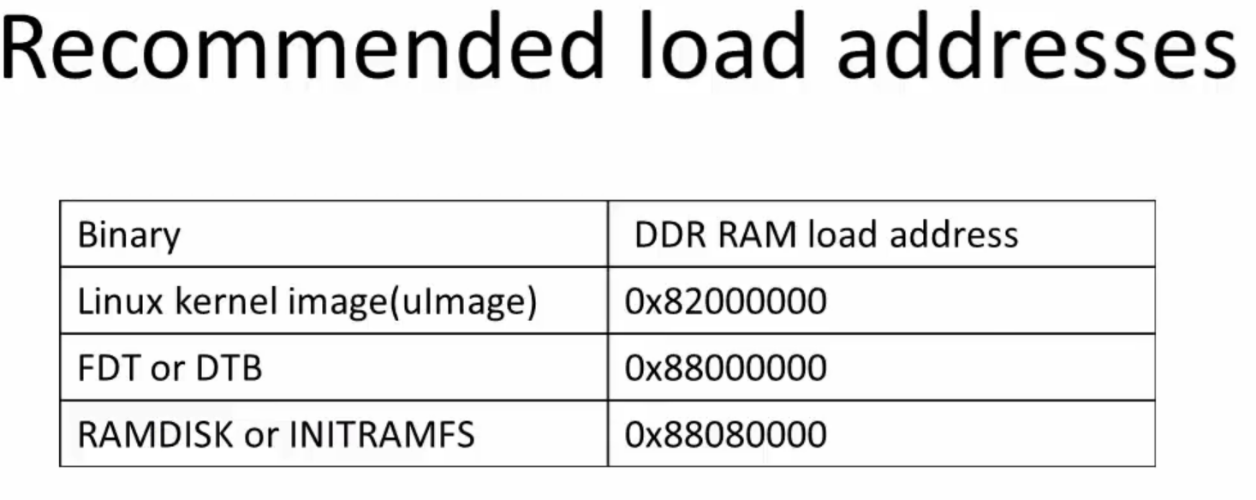 Recommended load addresses
Binary DDR RAM load address
Linux kernel image(uImage) 0x82000000
FDT or DTB 0x88000000
RAMDISK or INITRAMFS 0x88080000